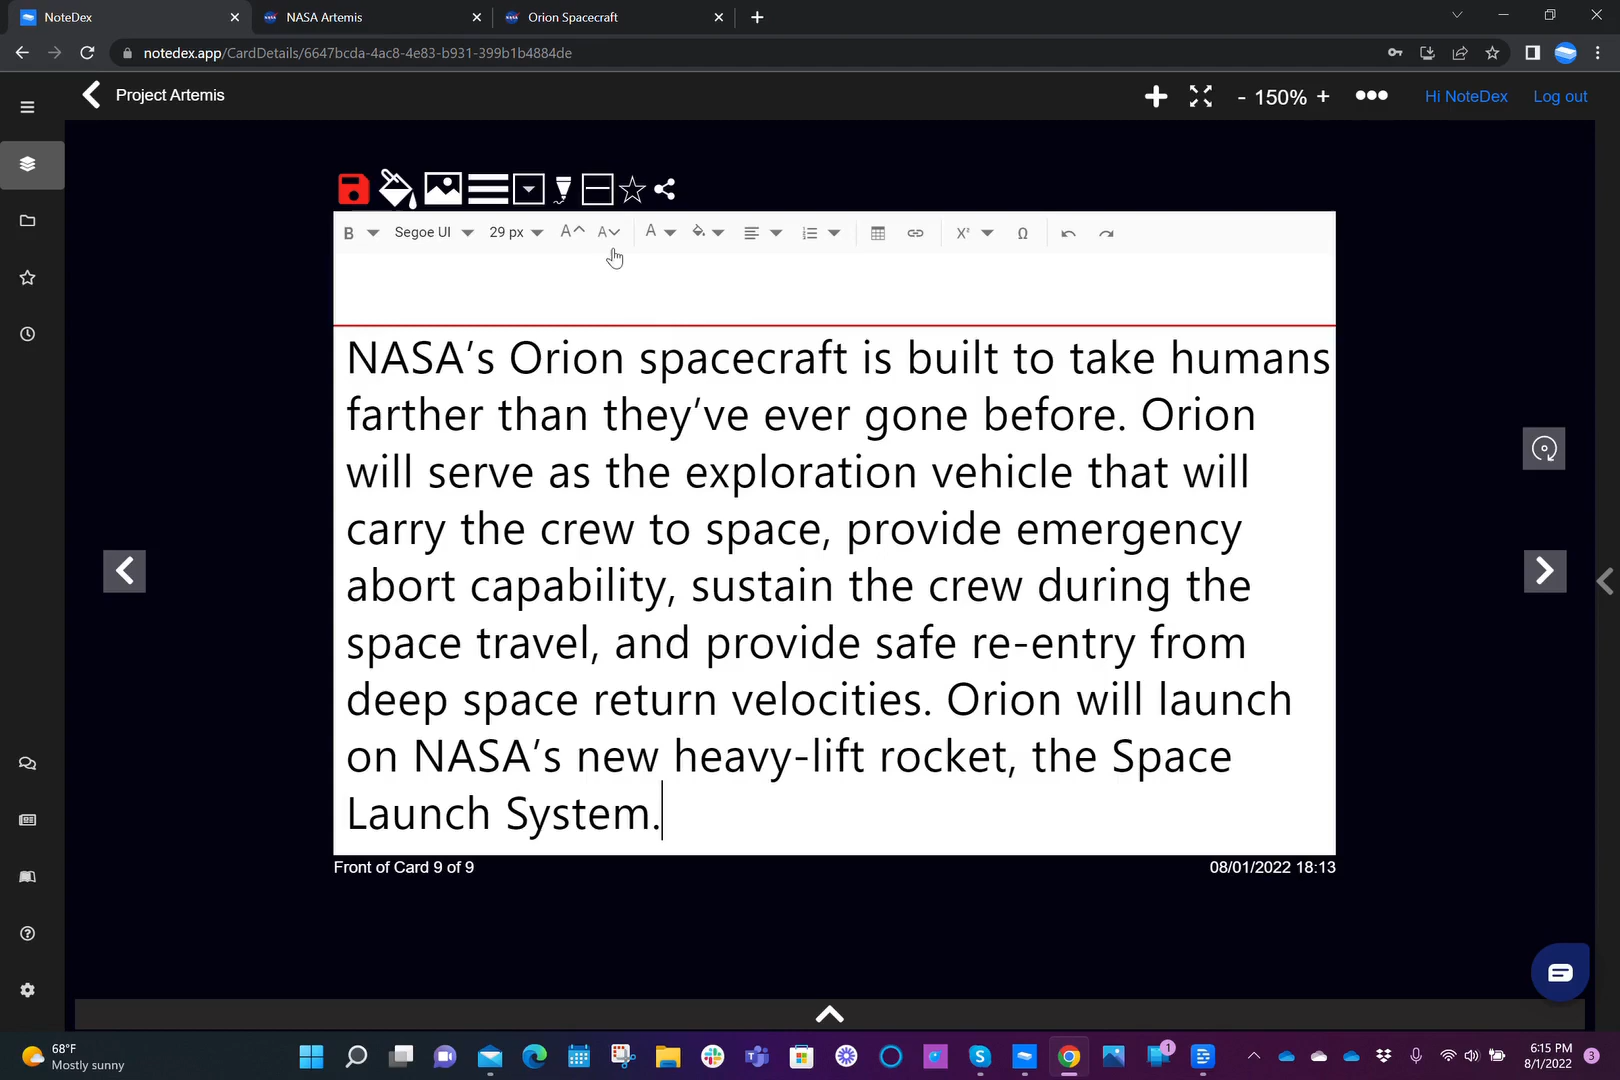 NoteDex
NASA Artemis
Orion Spacecraft
notedex.app/CardDetails/6647bcda-4ac8-4e83-b931-399b1b4884de
Project Artemis
- 150% +
Hi NoteDex
Log out
B
Segoe UI
29 px
A
A
A
X²
Ω
NASA’s Orion spacecraft is built to take humans
farther than they’ve ever gone before. Orion
will serve as the exploration vehicle that will
carry the crew to space, provide emergency
abort capability, sustain the crew during the
space travel, and provide safe re-entry from
deep space return velocities. Orion will launch
on NASA’s new heavy-lift rocket, the Space
Launch System.
Front of Card 9 of 9
08/01/2022 18:13
68°F
Mostly sunny
1
6:15 PM
8/1/2022
3